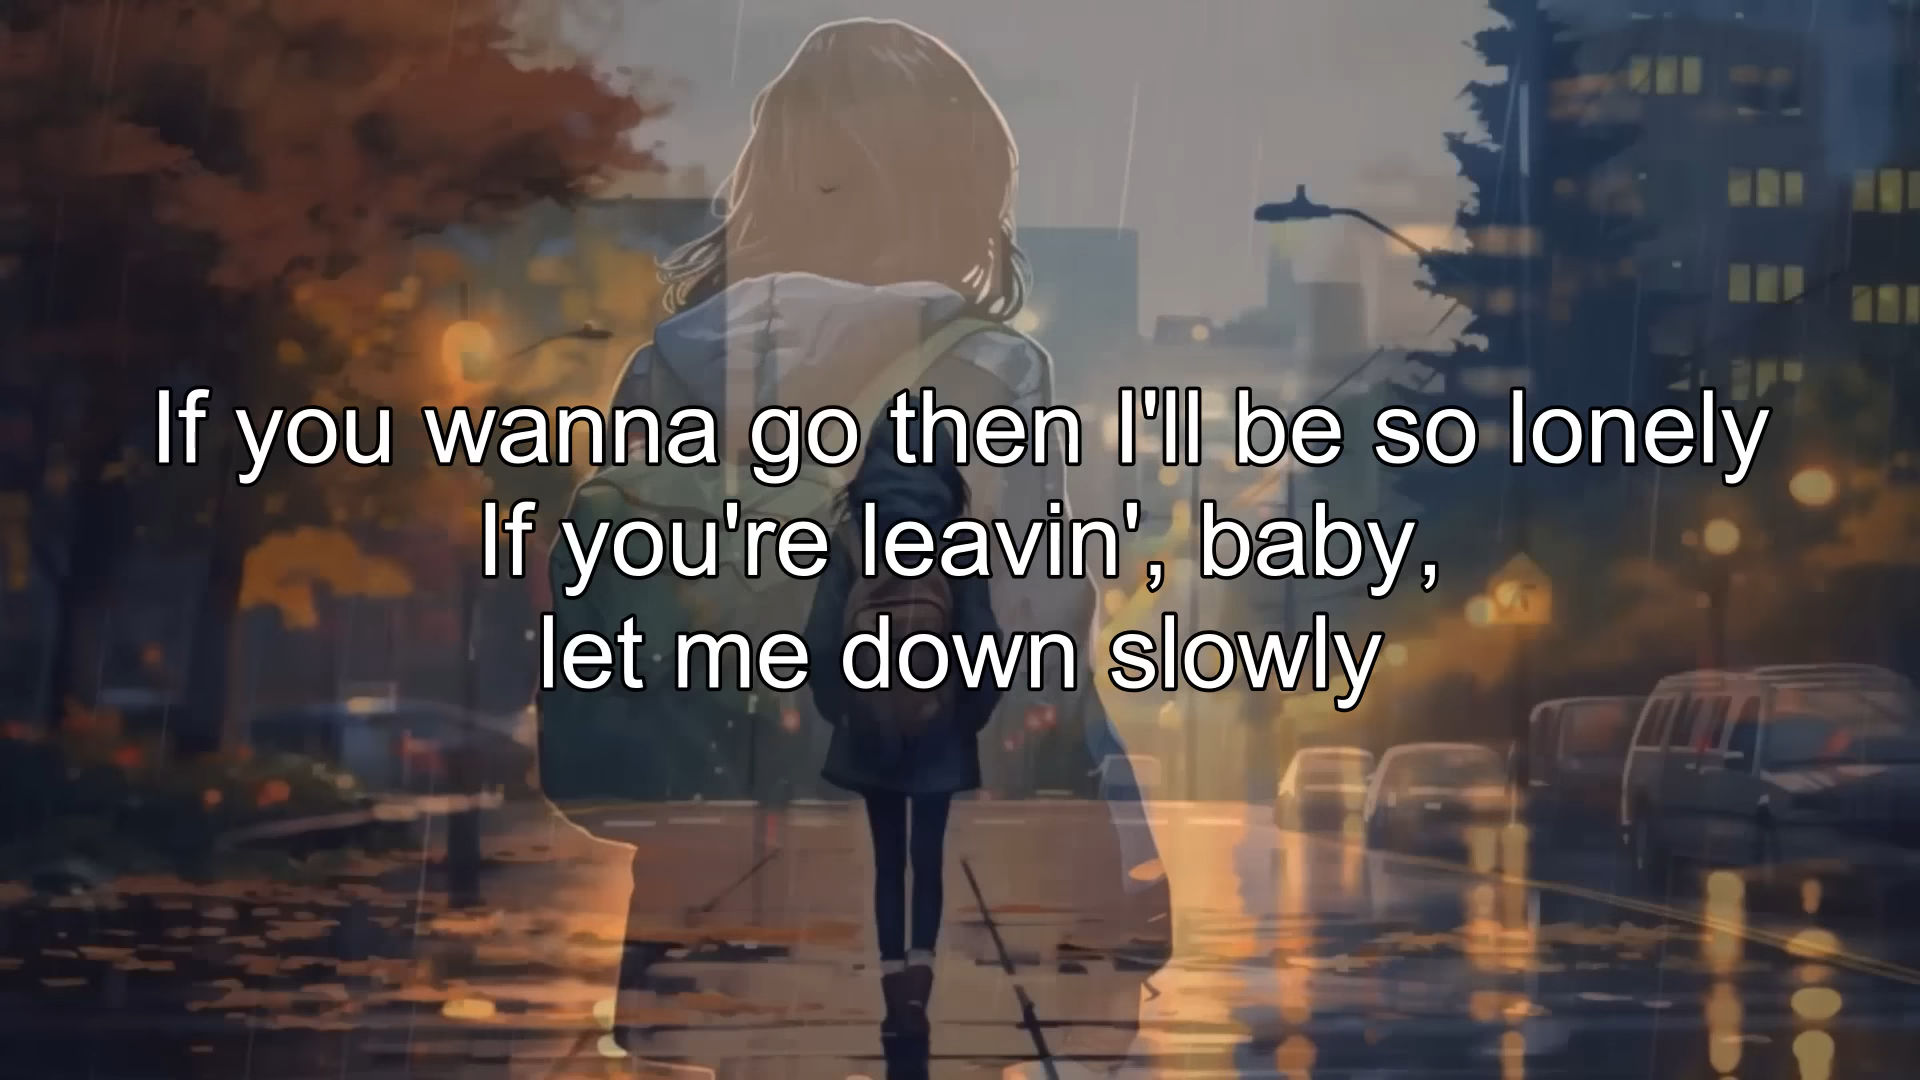 If you wanna go then I'll be so lonely
If you're leavin', baby,
let me down slowly